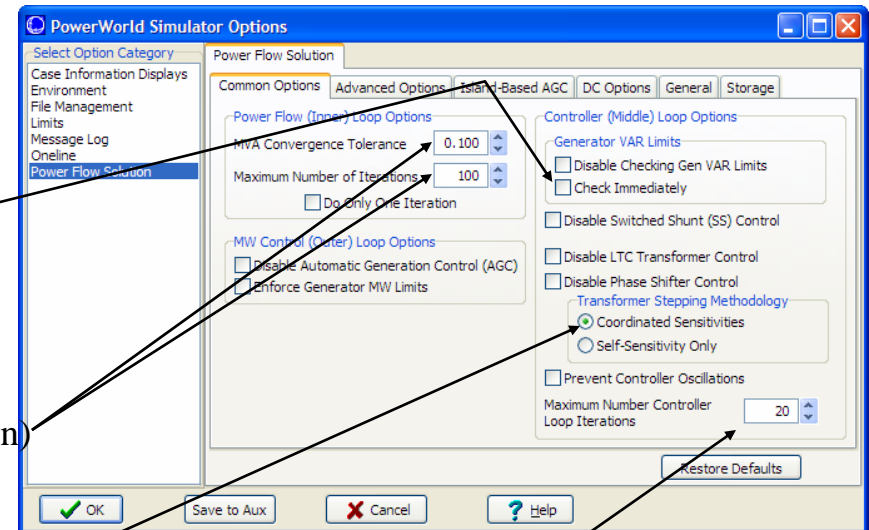 PowerWorld Simulator Options
Select Option Category
Case Information Displays
Environment
File Management
Limits
Message Log
Oneline
Power Flow Solution
Power Flow Solution
Common Options
Advanced Options
Island-Based AGC
DC Options
General
Storage
Power Flow (Inner) Loop Options
MVA Convergence Tolerance 0.100
Maximum Number of Iterations 100
Do Only One Iteration
MW Control (Outer) Loop Options
Disable Automatic Generation Control (AGC)
Enforce Generator MW Limits
Controller (Middle) Loop Options
Generator VAR Limits
Disable Checking Gen VAR Limits
Check Immediately
Disable Switched Shunt (SS) Control
Disable LTC Transformer Control
Disable Phase Shifter Control
Transformer Stepping Methodology
Coordinated Sensitivities
Self-Sensitivity Only
Prevent Controller Oscillations
Maximum Number Controller
Loop Iterations 20
Restore Defaults
n)
OK
Save to Aux
Cancel
? Help